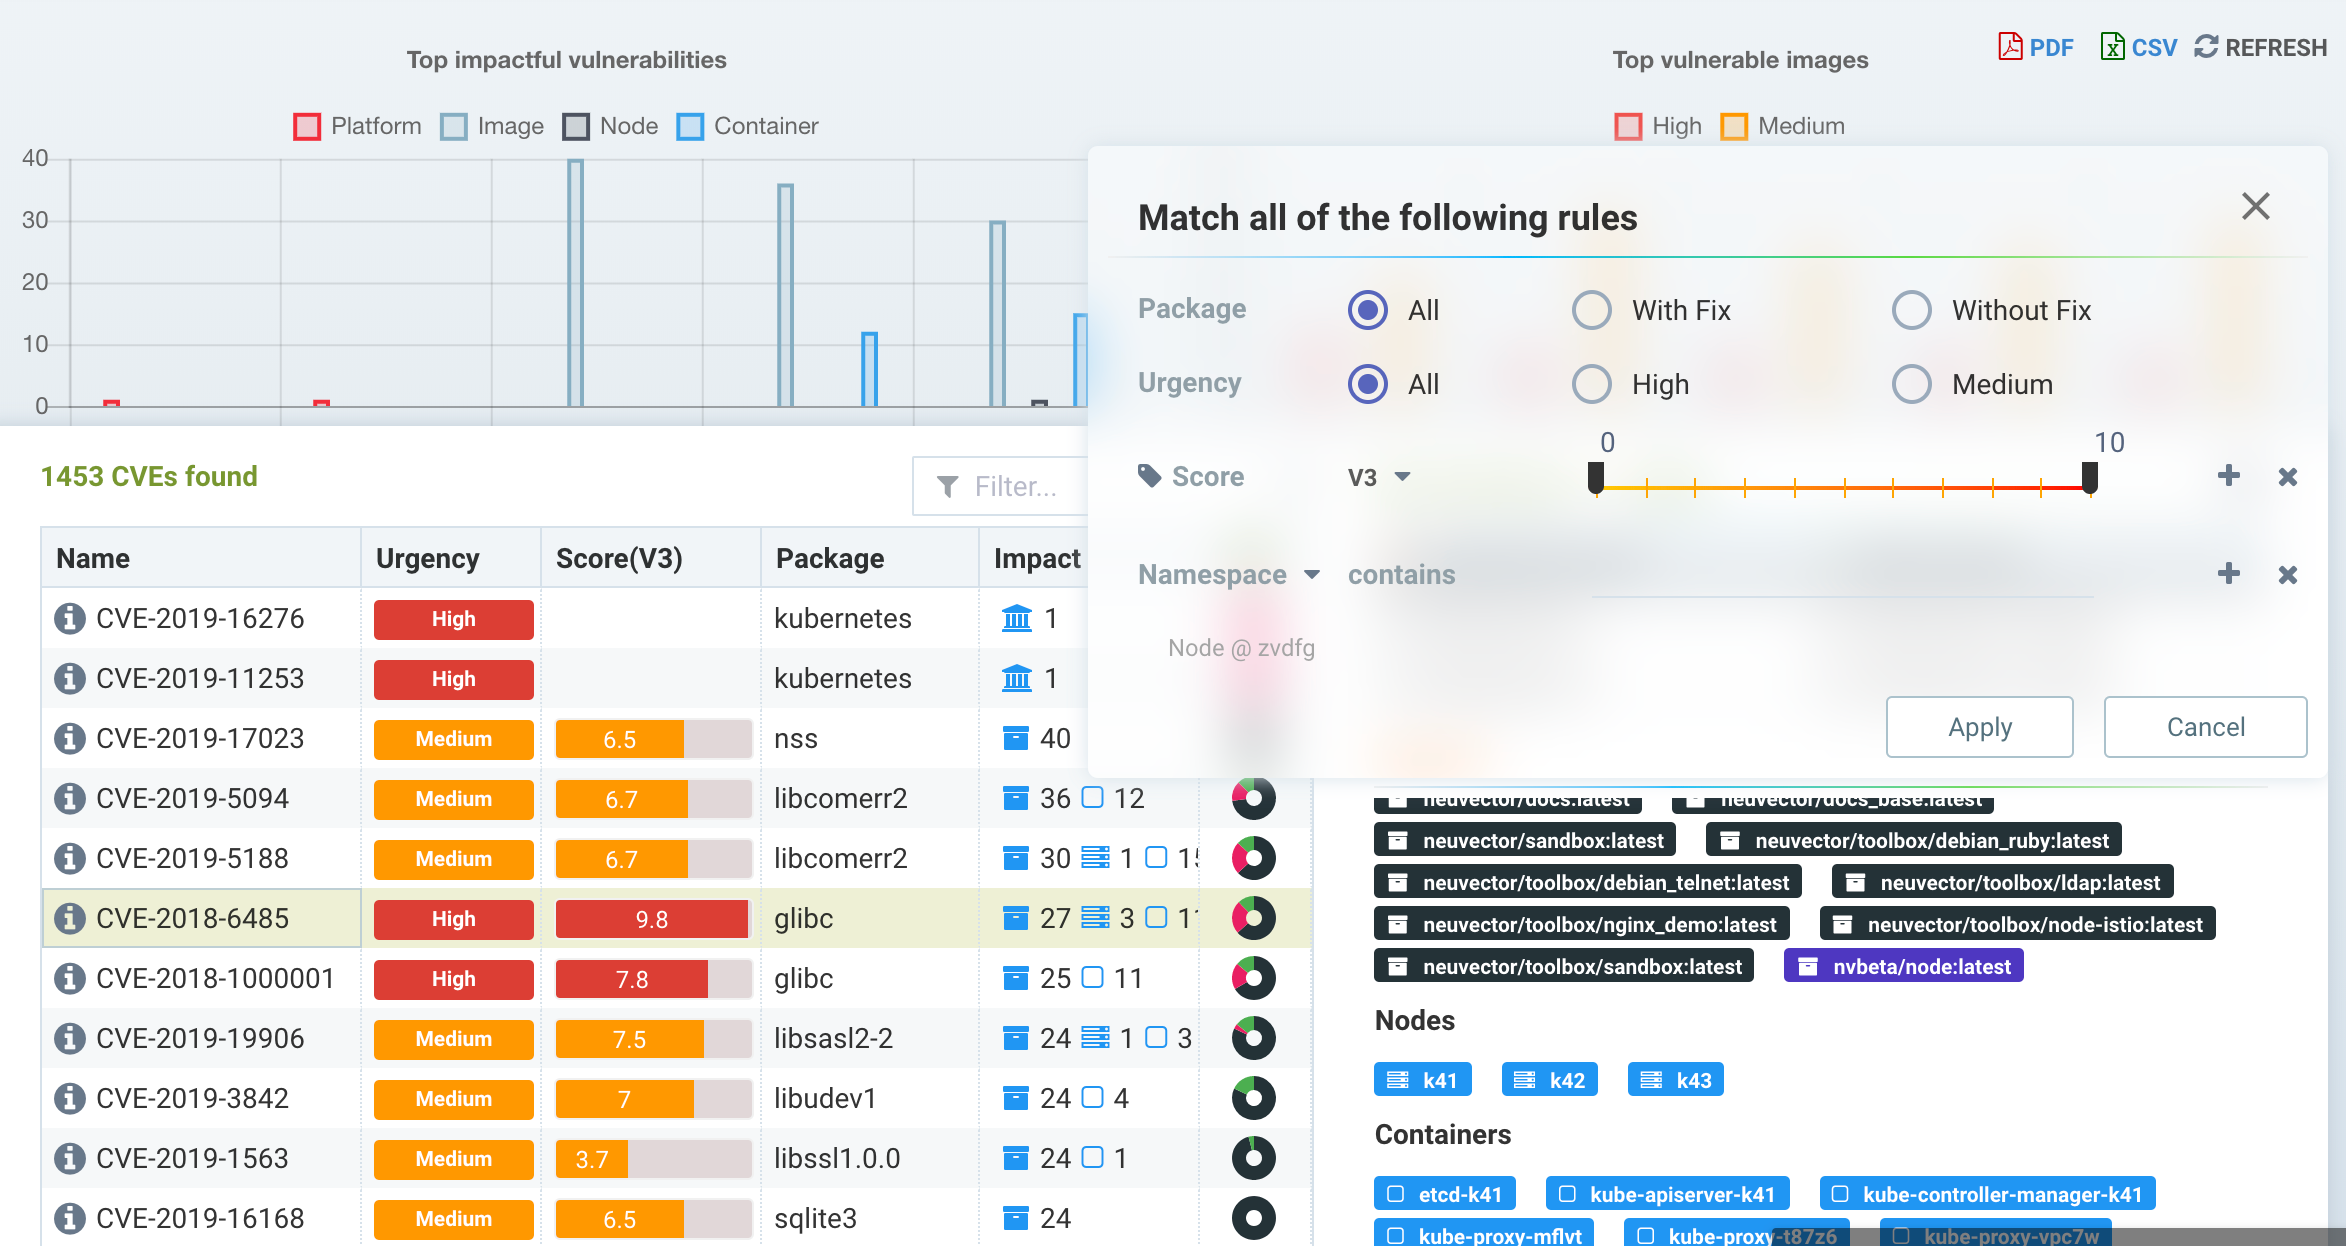 Top impactful vulnerabilities
Top vulnerable images
PDF CSV REFRESH
Platform Image Node Container
High Medium
40
30
20
10
0
Match all of the following rules
Package All With Fix Without Fix
Urgency All High Medium
0 10
Score V3
Namespace contains
Node @ zvdfg
Apply Cancel
1453 CVEs found
Filter...
Name Urgency Score(V3) Package Impact
CVE-2019-16276 High kubernetes 1
CVE-2019-11253 High kubernetes 1
CVE-2019-17023 Medium 6.5 nss 40
CVE-2019-5094 Medium 6.7 libcomerr2 36 12
CVE-2019-5188 Medium 6.7 libcomerr2 30 1 15
CVE-2018-6485 High 9.8 glibc 27 3 11
CVE-2018-1000001 High 7.8 glibc 25 11
CVE-2019-19906 Medium 7.5 libsasl2-2 24 1 3
CVE-2019-3842 Medium 7 libudev1 24 4
CVE-2019-1563 Medium 3.7 libssl1.0.0 24 1
CVE-2019-16168 Medium 6.5 sqlite3 24
neuvector/docs:latest neuvector/docs_base:latest
neuvector/sandbox:latest neuvector/toolbox/debian_ruby:latest
neuvector/toolbox/debian_telnet:latest neuvector/toolbox/ldap:latest
neuvector/toolbox/nginx_demo:latest neuvector/toolbox/node-istio:latest
neuvector/toolbox/sandbox:latest nvbeta/node:latest
Nodes
k41 k42 k43
Containers
etcd-k41 kube-apiserver-k41 kube-controller-manager-k41
kube-proxy-mflvt kube-proxy-t87z6 kube-proxy-vpc7w